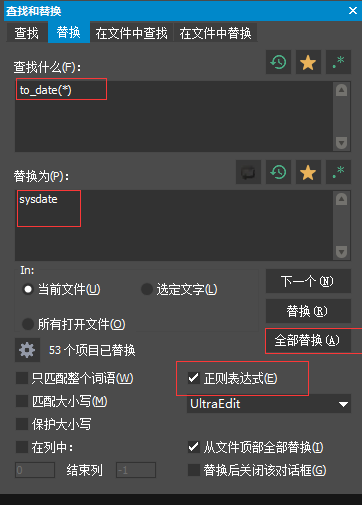 查找和替换
查找 替换 在文件中查找 在文件中替换
查找什么(F):
.*
to_date(*)
替换为(P):
.*
sysdate
In:
当前文件(U) 选定文字(L) 下一个(N)
所有打开文件(O) 替换(R)
53个项目已替换 全部替换(A)
只匹配整个词语(W) 正则表达式(E)
匹配大小写(M) UltraEdit
保护大小写
在列中: 从文件顶部全部替换(I)
0 结束列 -1 替换后关闭该对话框(G)